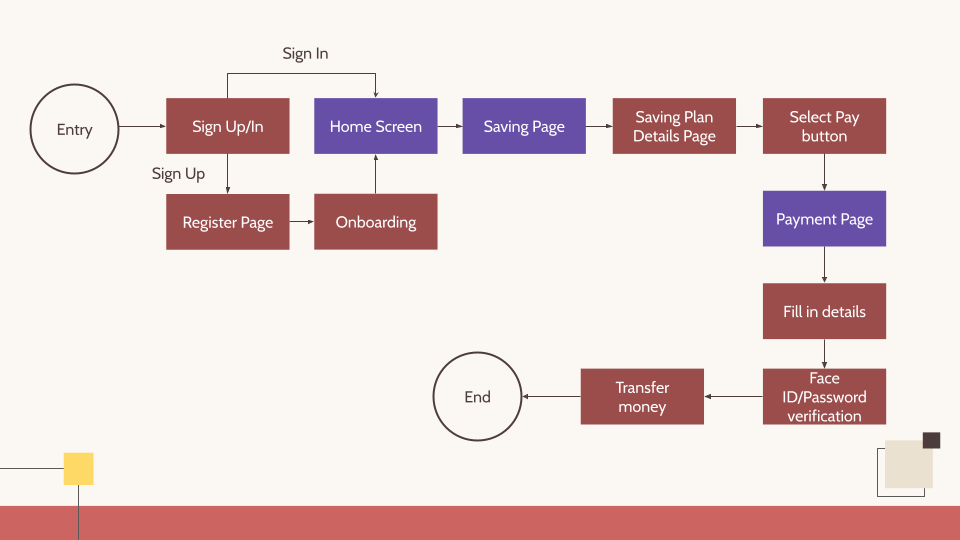 Sign In
Entry
Sign Up/In
Home Screen
Saving Page
Saving Plan
Details Page
Select Pay
button
Sign Up
Register Page
Onboarding
Payment Page
Fill in details
Face
ID/Password
verification
Transfer
money
End